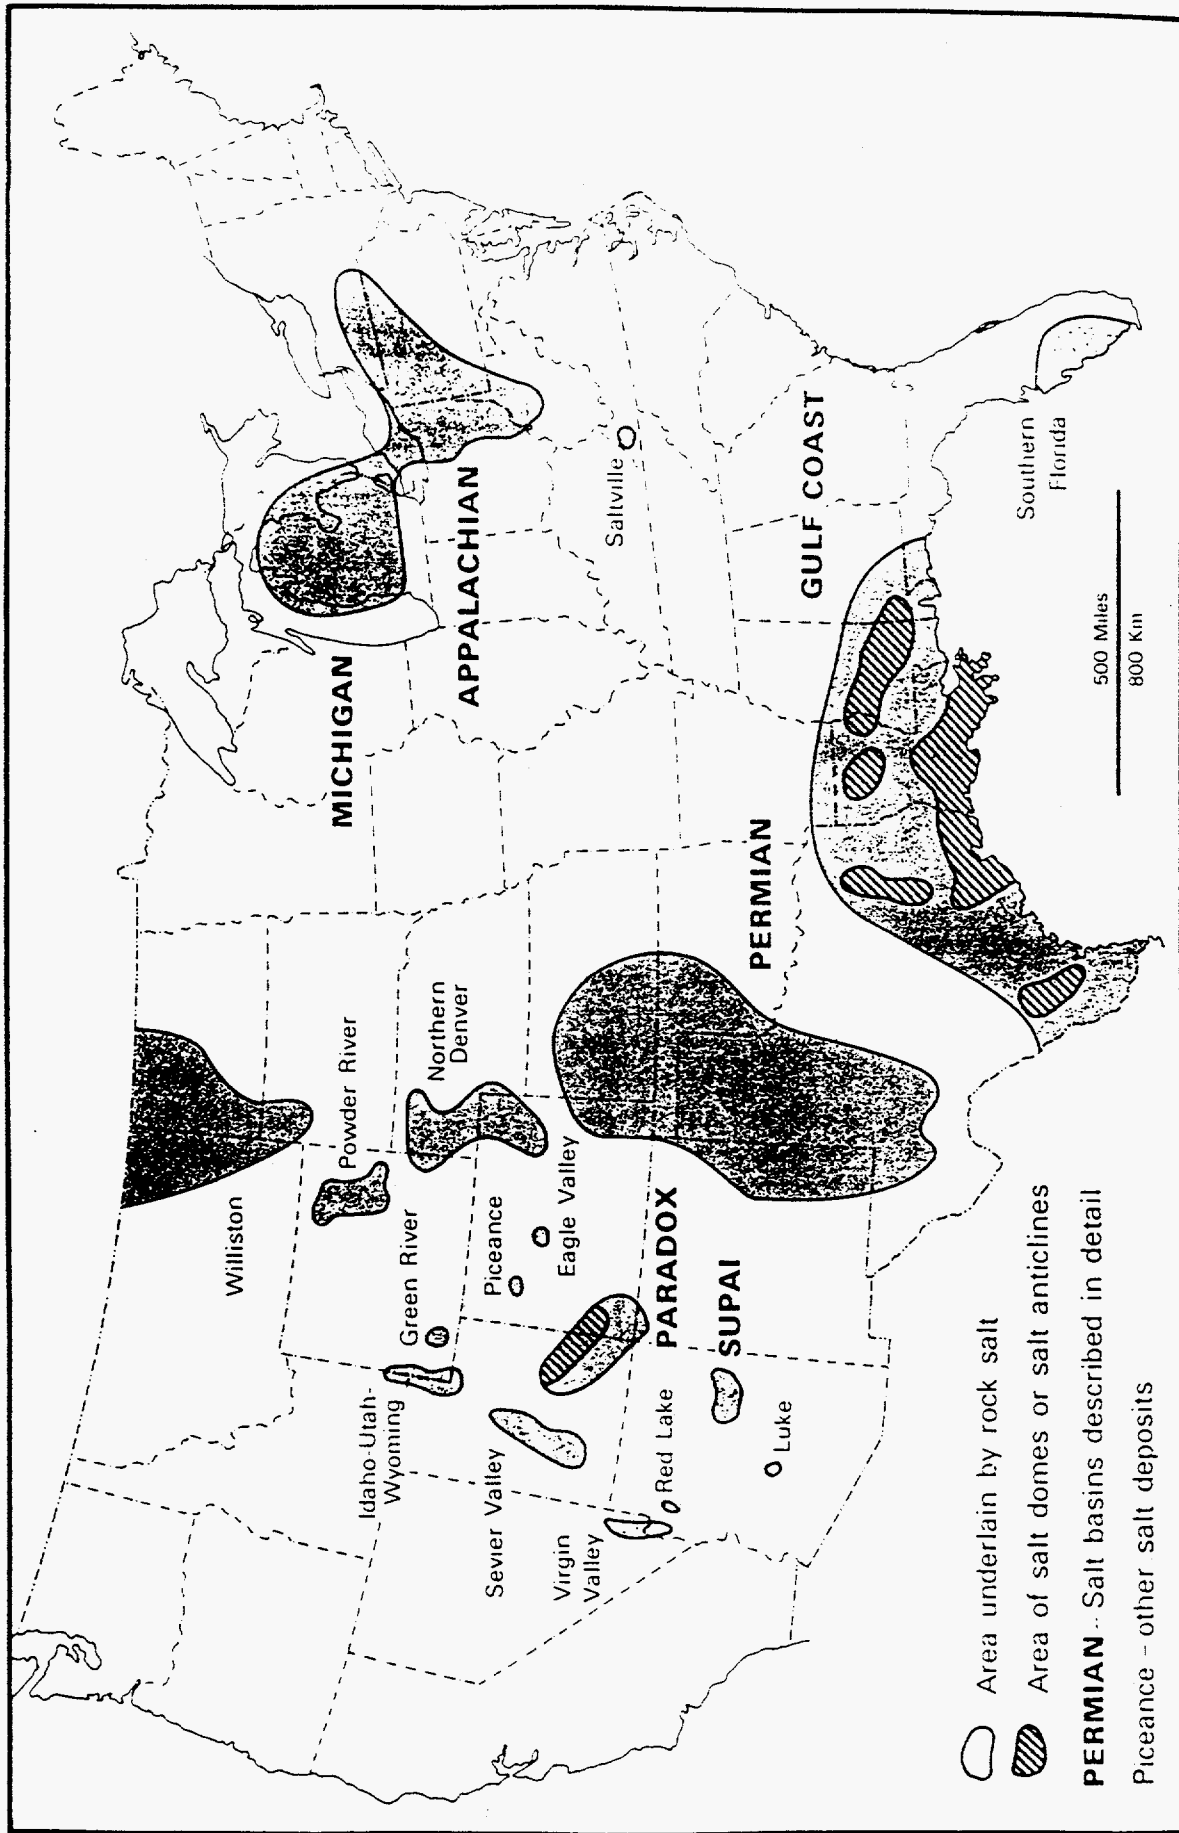 Williston
Powder River
Northern
Denver
Green River
Idaho-Utah-
Wyoming
Piceance
Eagle Valley
Sevier Valley
Virgin
Valley
Red Lake
Luke
PARADOX
SUPAI
PERMIAN
MICHIGAN
APPALACHIAN
Saltville
GULF COAST
Southern
Florida
500 Miles
800 Km
Area underlain by rock salt
Area of salt domes or salt anticlines
PERMIAN - Salt basins described in detail
Piceance - other salt deposits